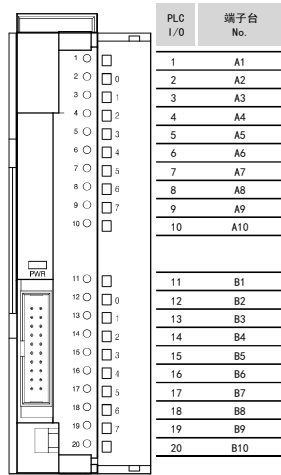 PLC I/O 端子台 No.
1 1 A1
2 0 2 A2
3 1 3 A3
4 2 4 A4
5 3 5 A5
6 4 6 A6
7 5 7 A7
8 6 8 A8
9 7 9 A9
10 10 A10
PWR
11 11 B1
12 0 12 B2
13 1 13 B3
14 2 14 B4
15 3 15 B5
16 4 16 B6
17 5 17 B7
18 6 18 B8
19 7 19 B9
20 20 B10